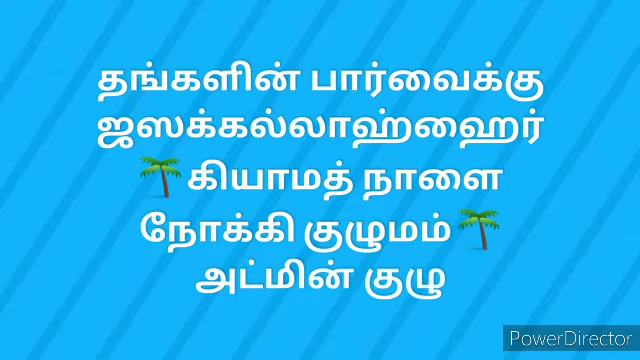 தங்களின் பார்வைக்கு
ஜஸக்கல்லாஹ்ஹைர்
🌴கியாமத் நாளை
நோக்கி குழுமம்🌴
அட்மின் குழு
PowerDirector